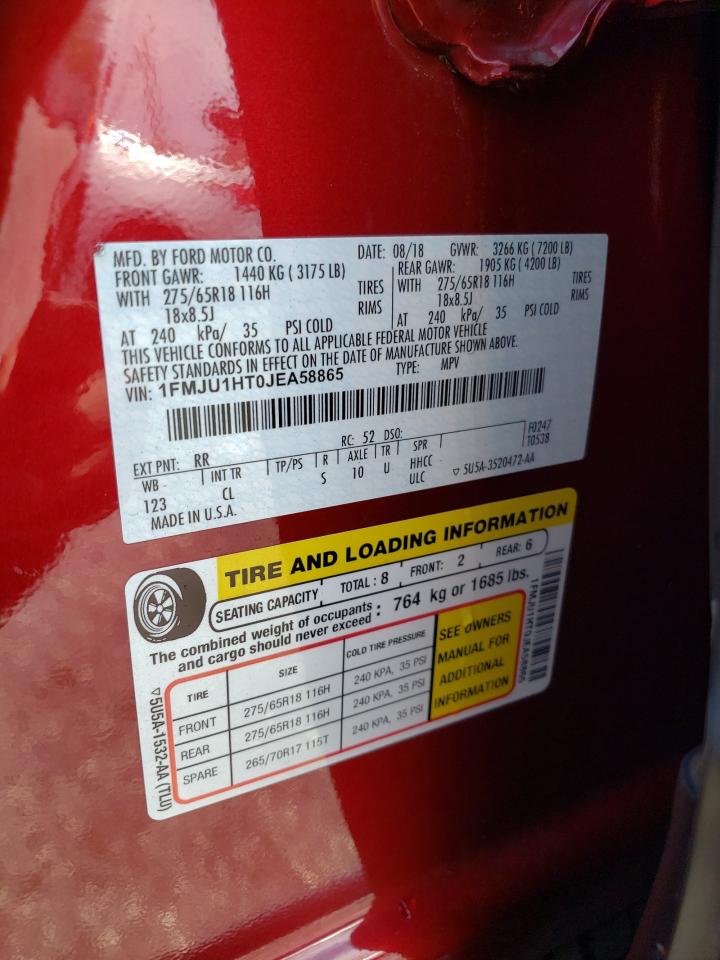 MFD. BY FORD MOTOR CO. DATE: 08/18 GVWR: 3266 KG ( 7200 LB)
FRONT GAWR: 1440 KG ( 3175 LB) REAR GAWR: 1905 KG ( 4200 LB)
WITH 275/65R18 116H TIRES 275/65R18 116H TIRES
18x8.5J RIMS 18x8.5J RIMS
AT 240 kPa/ 35 PSI COLD AT 240 kPa/ 35 PSI COLD
THIS VEHICLE CONFORMS TO ALL APPLICABLE FEDERAL MOTOR VEHICLE
SAFETY STANDARDS IN EFFECT ON THE DATE OF MANUFACTURE SHOWN ABOVE.
VIN: 1FMJU1HT0JEA58865 TYPE: MPV
F0247
T0538
EXT PNT: RR RC: 52 DSO:
WB - INT TR TP/PS R AXLE TR SPR
123 CL S 10 U HHCC
ULC ▽ 5U5A-3520472-AA
MADE IN U.S.A.
TIRE AND LOADING INFORMATION
SEATING CAPACITY TOTAL : 8 FRONT: 2 REAR: 6
The combined weight of occupants : 764 kg or 1685 lbs.
and cargo should never exceed
TIRE SIZE COLD TIRE PRESSURE
FRONT 275/65R18 116H 240 KPA, 35 PSI
REAR 275/65R18 116H 240 KPA, 35 PSI
SPARE 265/70R17 115T 240 KPA, 35 PSI
SEE OWNERS
MANUAL FOR
ADDITIONAL
INFORMATION
1FMJU1HT0JEA58865
▽5U5A-1532-AA (TLU)